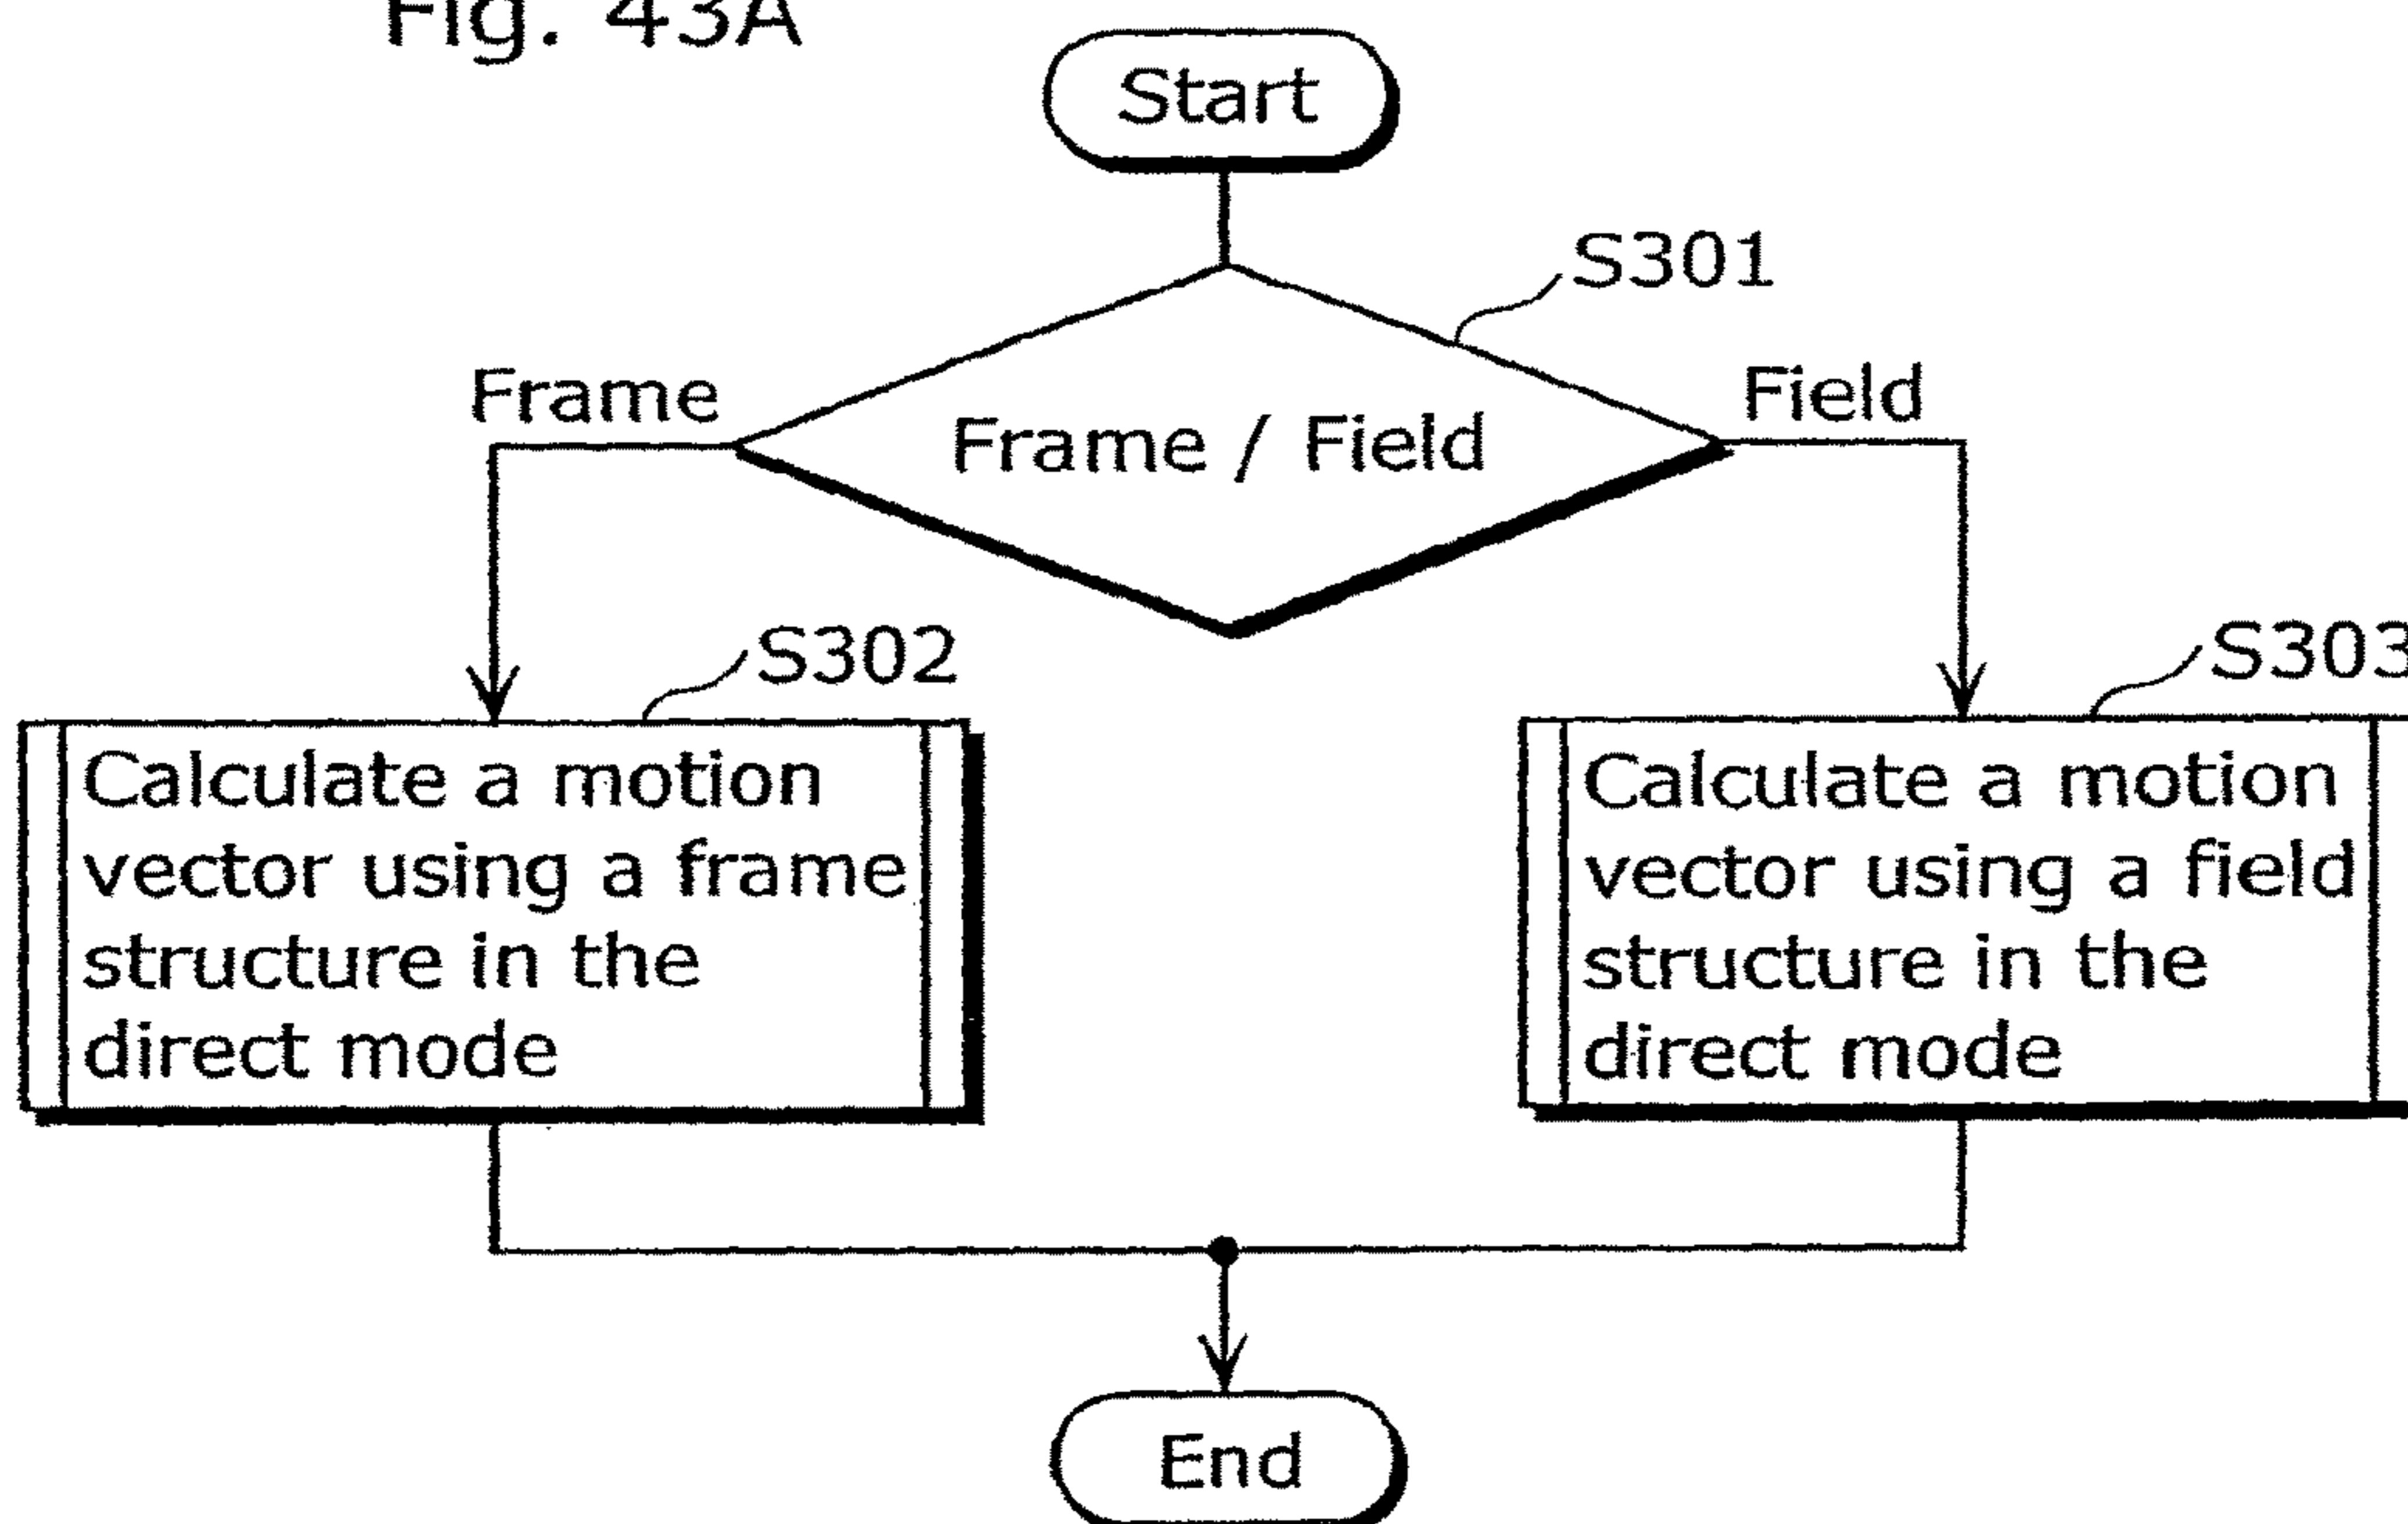 Fig. 43A
Start
S301
Frame
Frame / Field
Field
S302
S303
Calculate a motion
vector using a frame
structure in the
direct mode
Calculate a motion
vector using a field
structure in the
direct mode
End